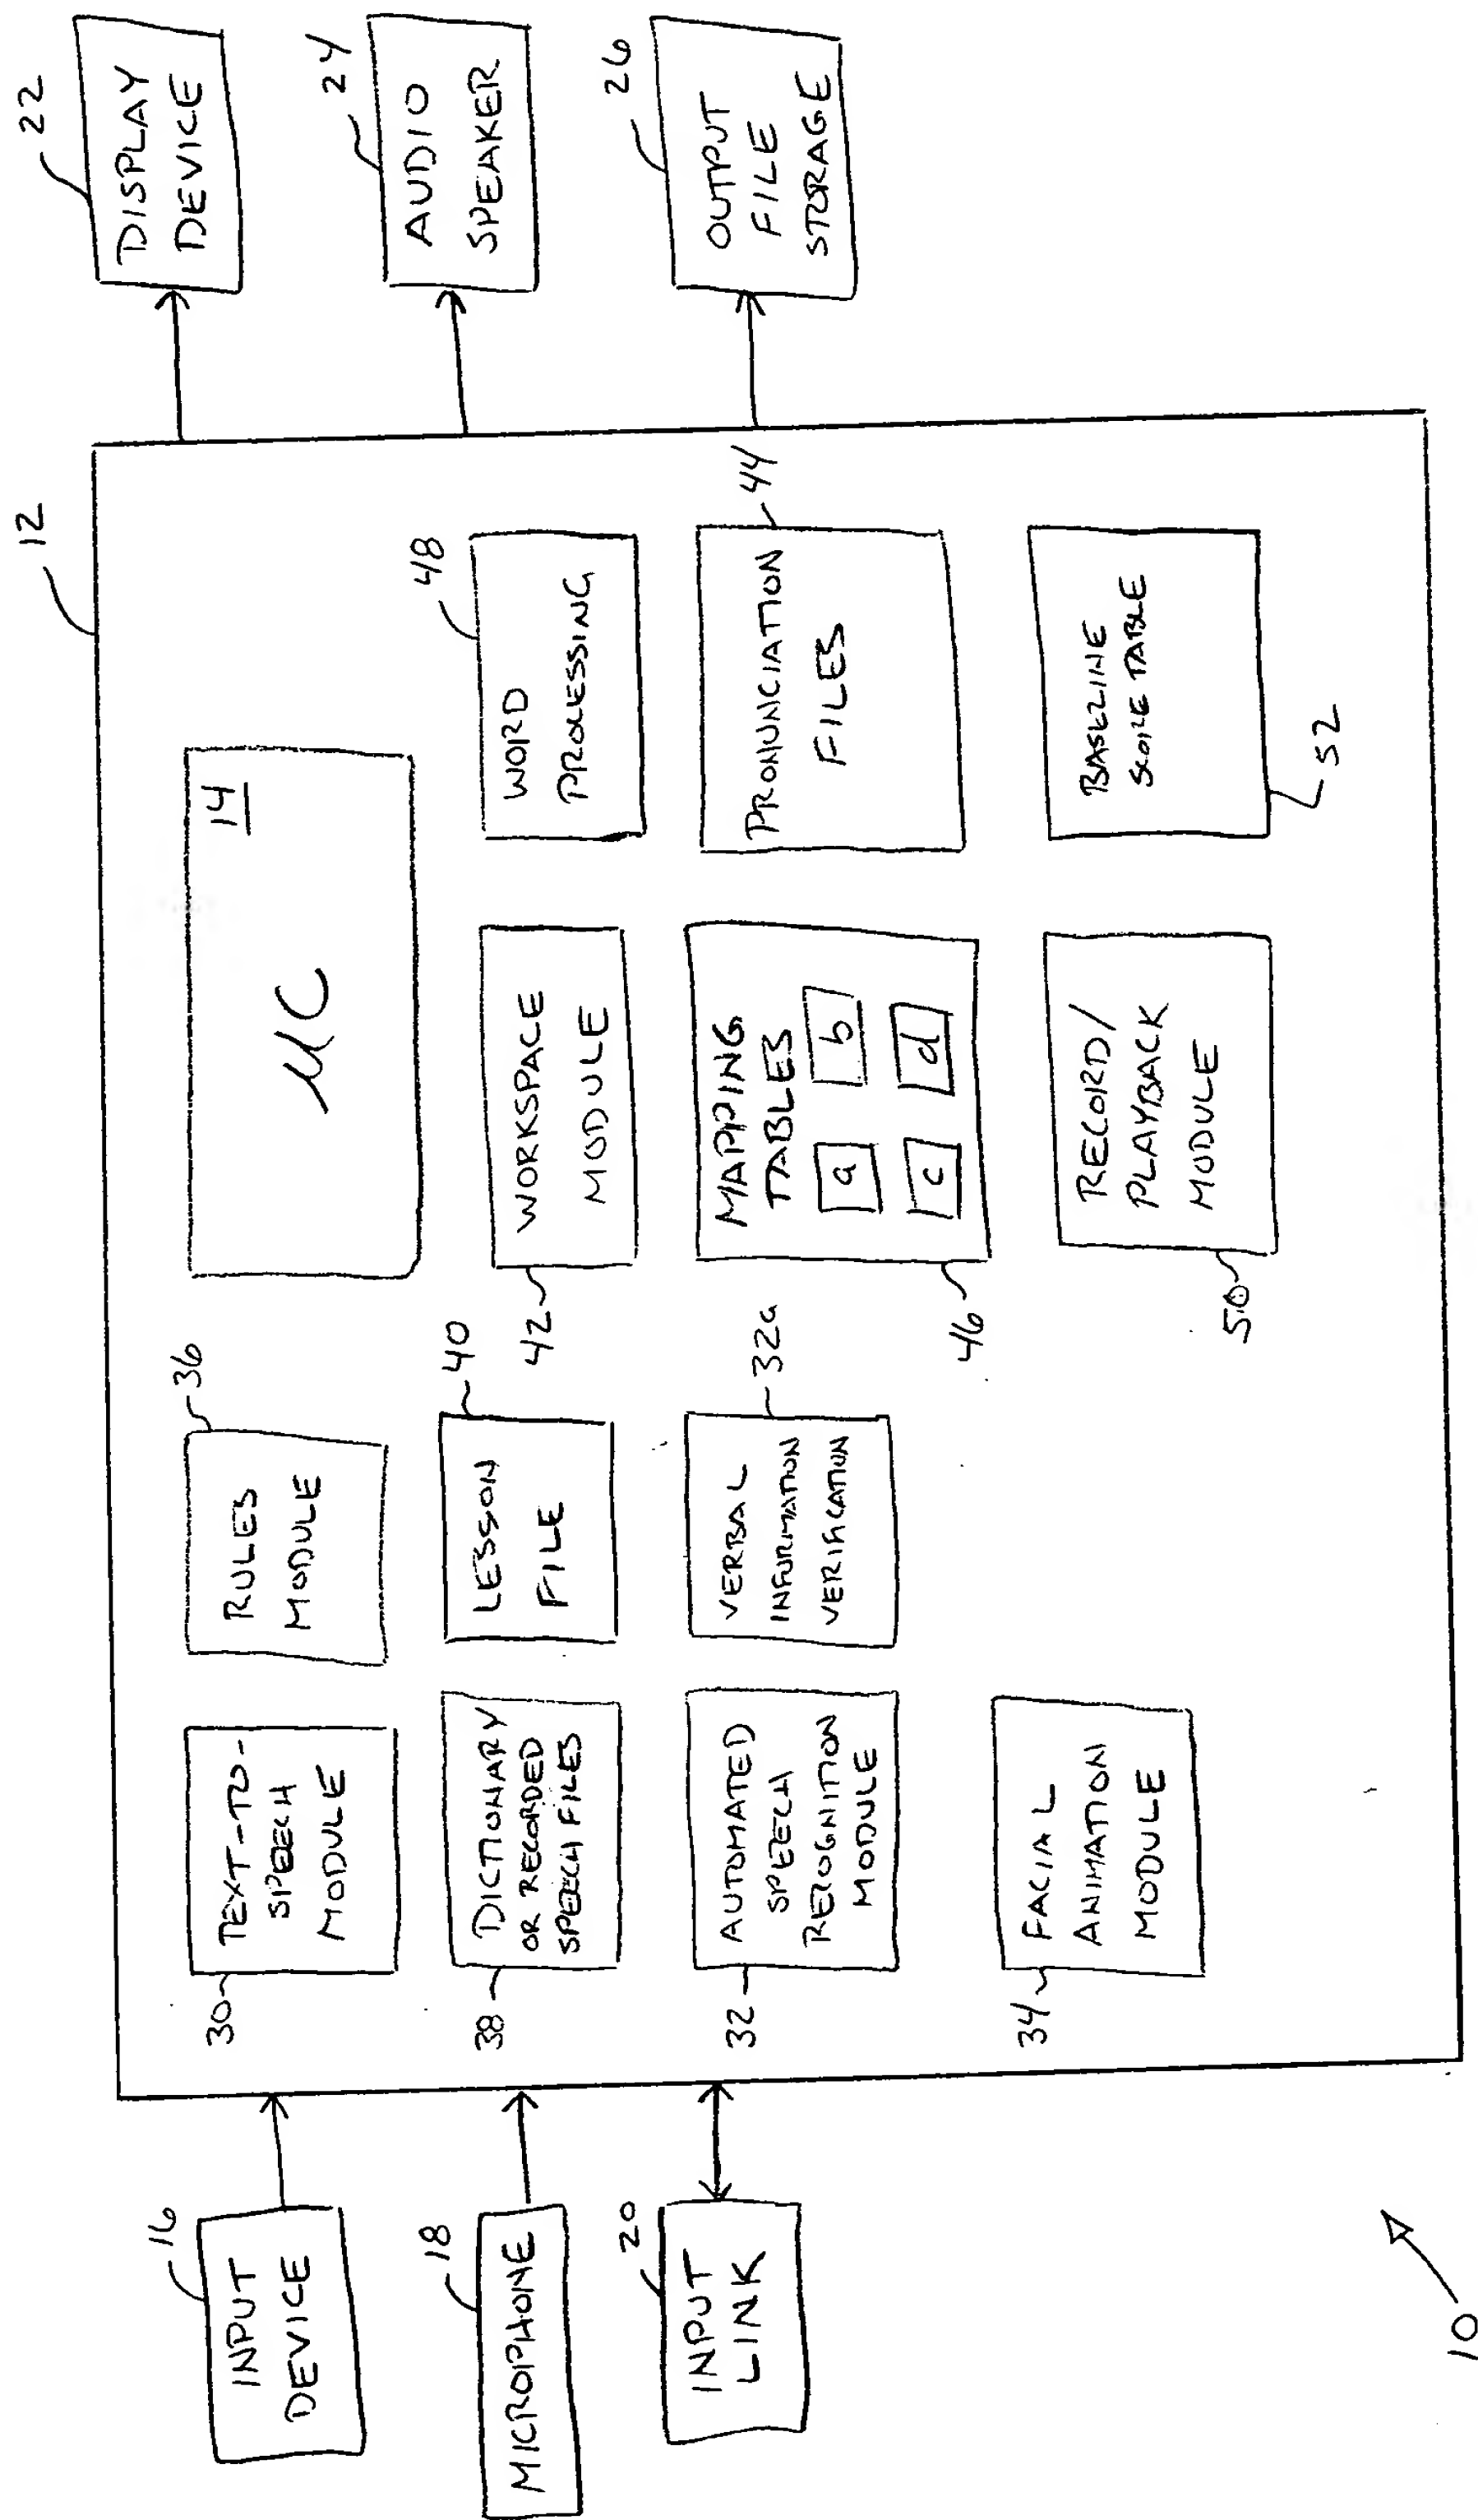 12
22
DISPLAY
DEVICE
24
AUDIO
SPEAKER
26
OUTPUT
FILE
STORAGE
14
μC
48
WORD
PROCESSING
44
PRONUNCIATION
FILES
BASELINE
SCORE TABLE
52
WORKSPACE
MODULE
42
MAPPING
TABLES
a
b
c
d
46
RECORD/
PLAYBACK
MODULE
50
36
RULES
MODULE
40
LESSON
FILE
32a
VERBAL
INFORMATION
VERIFICATION
30
TEXT-TO-
SPEECH
MODULE
38
DICTIONARY
OR RECORDED
SPEECH FILES
32
AUTOMATED
SPEECH
RECOGNITION
MODULE
34
FACIAL
ANIMATION
MODULE
16
INPUT
DEVICE
18
MICROPHONE
20
INPUT
LINK
10